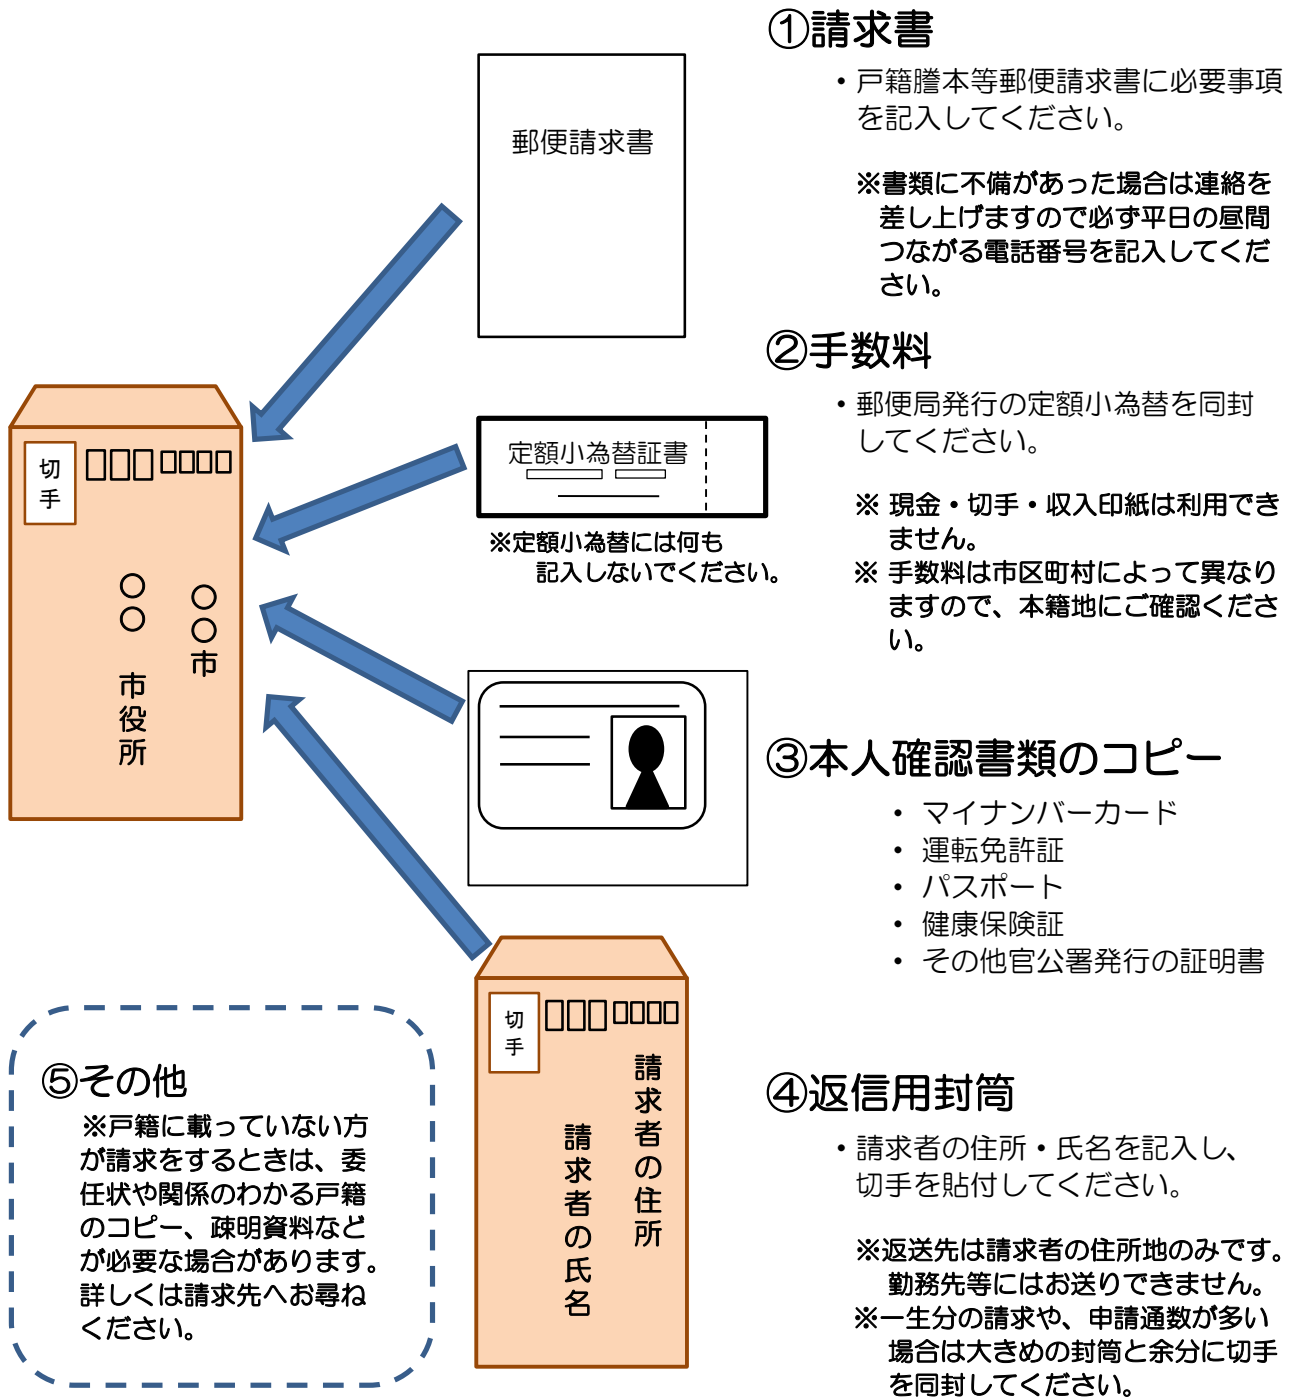 ①請求書
・戸籍謄本等郵便請求書に必要事項
を記入してください。
※書類に不備があった場合は連絡を
差し上げますので必ず平日の昼間
つながる電話番号を記入してくだ
さい。
郵便請求書
②手数料
・郵便局発行の定額小為替を同封
してください。
※ 現金・切手・収入印紙は利用でき
ません。
※ 手数料は市区町村によって異なり
ますので、本籍地にご確認くださ
い。
定額小為替証書
※定額小為替には何も
記入しないでください。
切
手
〇〇市
〇〇 市役所
③本人確認書類のコピー
・ マイナンバーカード
・ 運転免許証
・ パスポート
・ 健康保険証
・ その他官公署発行の証明書
④返信用封筒
・請求者の住所・氏名を記入し、
切手を貼付してください。
※返送先は請求者の住所地のみです。
勤務先等にはお送りできません。
※一生分の請求や、申請通数が多い
場合は大きめの封筒と余分に切手
を同封してください。
切
手
請求者の住所
請求者の氏名
⑤その他
※戸籍に載っていない方
が請求をするときは、委
任状や関係のわかる戸籍
のコピー、疎明資料など
が必要な場合があります。
詳しくは請求先へお尋ね
ください。